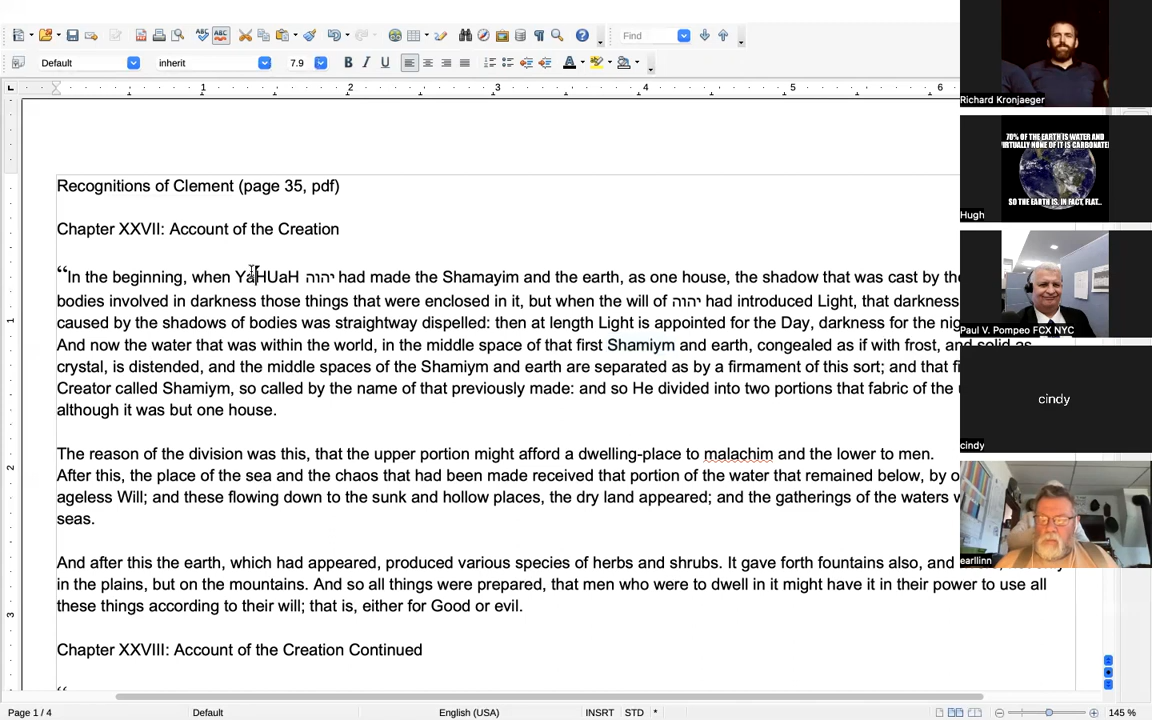 Find
Default
inherit
7.9
B I U A
1 2 3 4 5 6
Recognitions of Clement (page 35, pdf)
Chapter XXVII: Account of the Creation
“In the beginning, when YaHUaH יהוה had made the Shamayim and the earth, as one house, the shadow that was cast by the
bodies involved in darkness those things that were enclosed in it, but when the will of יהוה had introduced Light, that darkness
caused by the shadows of bodies was straightway dispelled: then at length Light is appointed for the Day, darkness for the
And now the water that was within the world, in the middle space of that first Shamiym and earth, congealed as if with frost, and solid as
crystal, is distended, and the middle spaces of the Shamiym and earth are separated as by a firmament of this sort; and that
Creator called Shamiym, so called by the name of that previously made: and so He divided into two portions that fabric of the
although it was but one house.
The reason of the division was this, that the upper portion might afford a dwelling-place to malachim and the lower to men.
After this, the place of the sea and the chaos that had been made received that portion of the water that remained below, by
ageless Will; and these flowing down to the sunk and hollow places, the dry land appeared; and the gatherings of the waters
seas.
And after this the earth, which had appeared, produced various species of herbs and shrubs. It gave forth fountains also, and
in the plains, but on the mountains. And so all things were prepared, that men who were to dwell in it might have it in their power to use all
these things according to their will; that is, either for Good or evil.
Chapter XXVIII: Account of the Creation Continued
“
Page 1 / 4 Default English (USA) INSRT STD * 145 %
Richard Kronjaeger
70% OF THE EARTH IS WATER AND
VIRTUALLY NONE OF IT IS CARBONATED
SO THE EARTH IS, IN FACT, FLAT...
Hugh
Paul V. Pompeo FCX NYC
cindy
cindy
earllinn